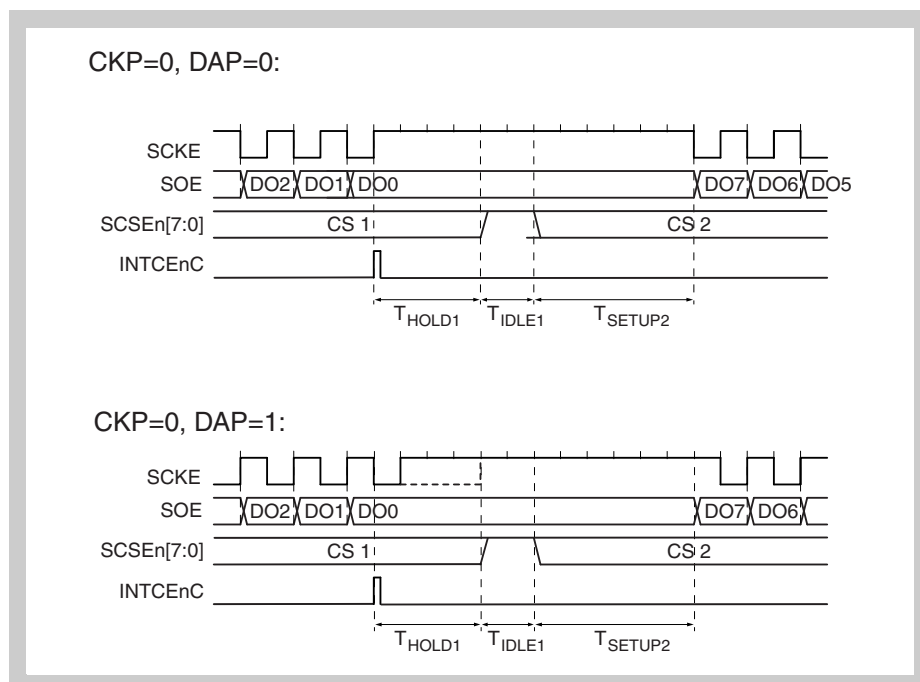 CKP=0, DAP=0:
SCKE
SOE DO2 DO1 DO0 DO7 DO6 DO5
SCSEn[7:0] CS 1 CS 2
INTCEnC
THOLD1 TIDLE1 TSETUP2
CKP=0, DAP=1:
SCKE
SOE DO2 DO1 DO0 DO7 DO6
SCSEn[7:0] CS 1 CS 2
INTCEnC
THOLD1 TIDLE1 TSETUP2